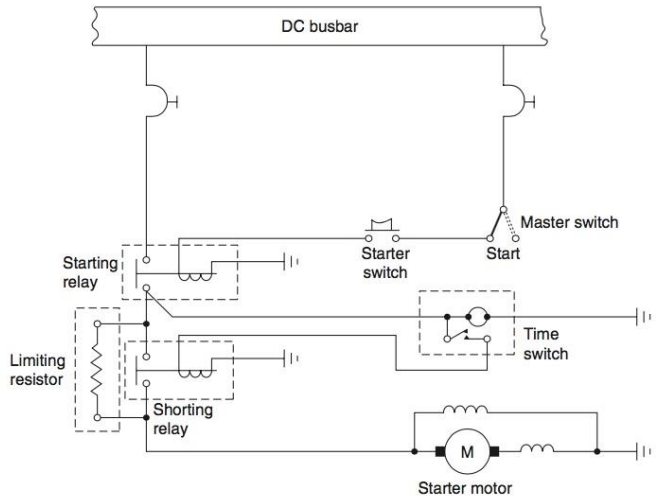 DC busbar
Master switch
Starter
switch
Start
Starting
relay
Time
switch
Limiting
resistor
Shorting
relay
M
Starter motor